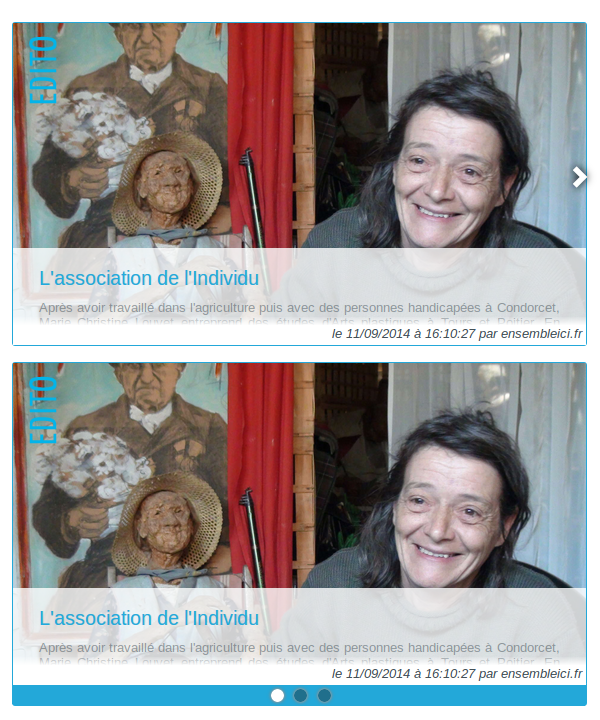 EDITO
L'association de l'Individu
Après avoir travaillé dans l'agriculture puis avec des personnes handicapées à Condorcet,
Marie-Christine Louvet entreprend des études d'Arts plastiques à Tours et Poitier. En
le 11/09/2014 à 16:10:27 par ensembleici.fr
EDITO
L'association de l'Individu
Après avoir travaillé dans l'agriculture puis avec des personnes handicapées à Condorcet,
Marie-Christine Louvet entreprend des études d'Arts plastiques à Tours et Poitier. En
le 11/09/2014 à 16:10:27 par ensembleici.fr